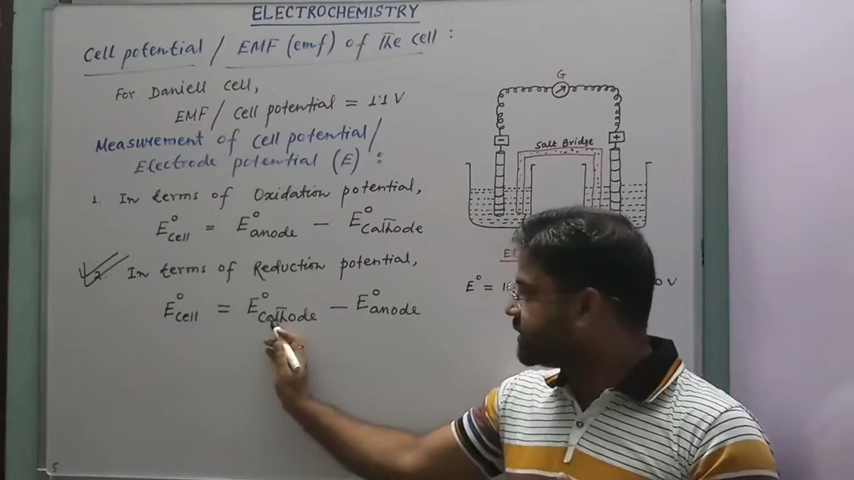 ELECTROCHEMISTRY
Cell potential / EMF (emf) of The Cell :
For Daniell Cell,
EMF / Cell potential = 1.1 V
Measurement of Cell Potential /
Electrode potential (E) :
1. In terms of Oxidation potential,
E°cell = E°anode − E°Cathode
2. In terms of Reduction potential,
E°cell = E°Cathode − E°anode
G
Salt Bridge
−
+
E° =
0 V
5